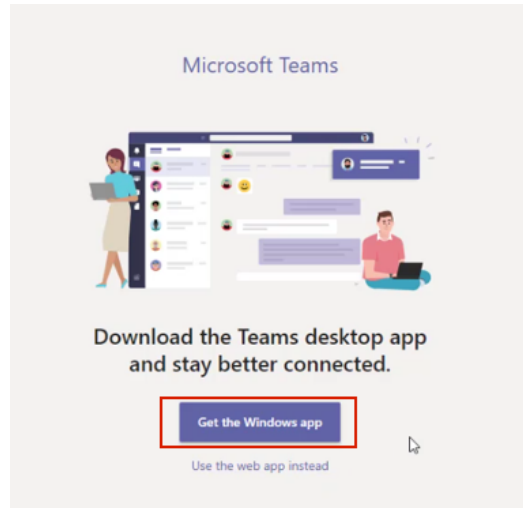 Microsoft Teams
Download the Teams desktop app
and stay better connected.
Get the Windows app
Use the web app instead